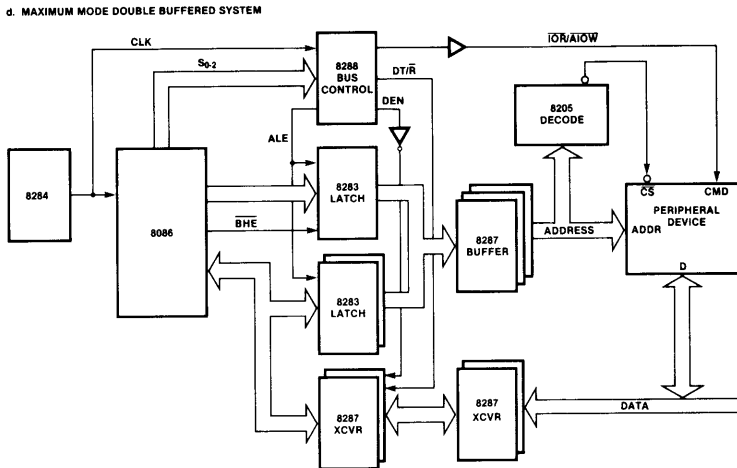 d. MAXIMUM MODE DOUBLE BUFFERED SYSTEM
CLK
S0-2
8288
BUS
CONTROL
IOR/AIOW
DT/R
DEN
8205
DECODE
ALE
8284
8086
8283
LATCH
BHE
8287
BUFFER
ADDRESS
CS
CMD
PERIPHERAL
DEVICE
ADDR
D
8283
LATCH
8287
XCVR
8287
XCVR
DATA